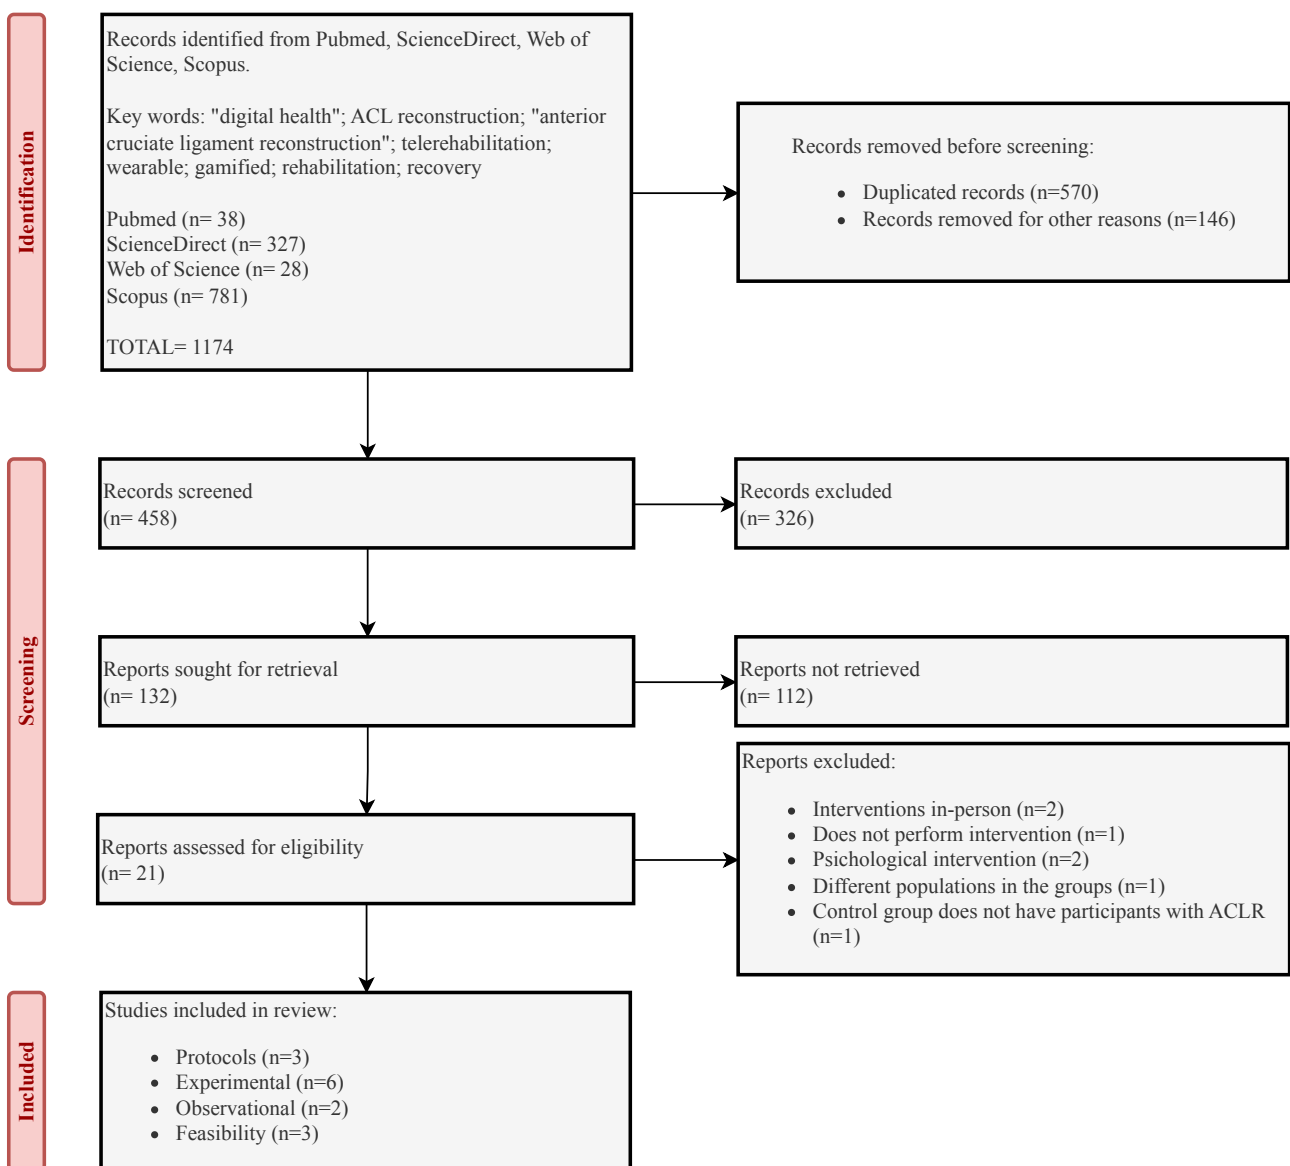 Identification
Records identified from Pubmed, ScienceDirect, Web of
Science, Scopus.
Key words: "digital health"; ACL reconstruction; "anterior
cruciate ligament reconstruction"; telerehabilitation;
wearable; gamified; rehabilitation; recovery
Pubmed (n= 38)
ScienceDirect (n= 327)
Web of Science (n= 28)
Scopus (n= 781)
TOTAL= 1174
Records removed before screening:
• Duplicated records (n=570)
• Records removed for other reasons (n=146)
Screening
Records screened
(n= 458)
Records excluded
(n= 326)
Reports sought for retrieval
(n= 132)
Reports not retrieved
(n= 112)
Reports assessed for eligibility
(n= 21)
Reports excluded:
• Interventions in-person (n=2)
• Does not perform intervention (n=1)
• Psichological intervention (n=2)
• Different populations in the groups (n=1)
• Control group does not have participants with ACLR
(n=1)
Included
Studies included in review:
• Protocols (n=3)
• Experimental (n=6)
• Observational (n=2)
• Feasibility (n=3)